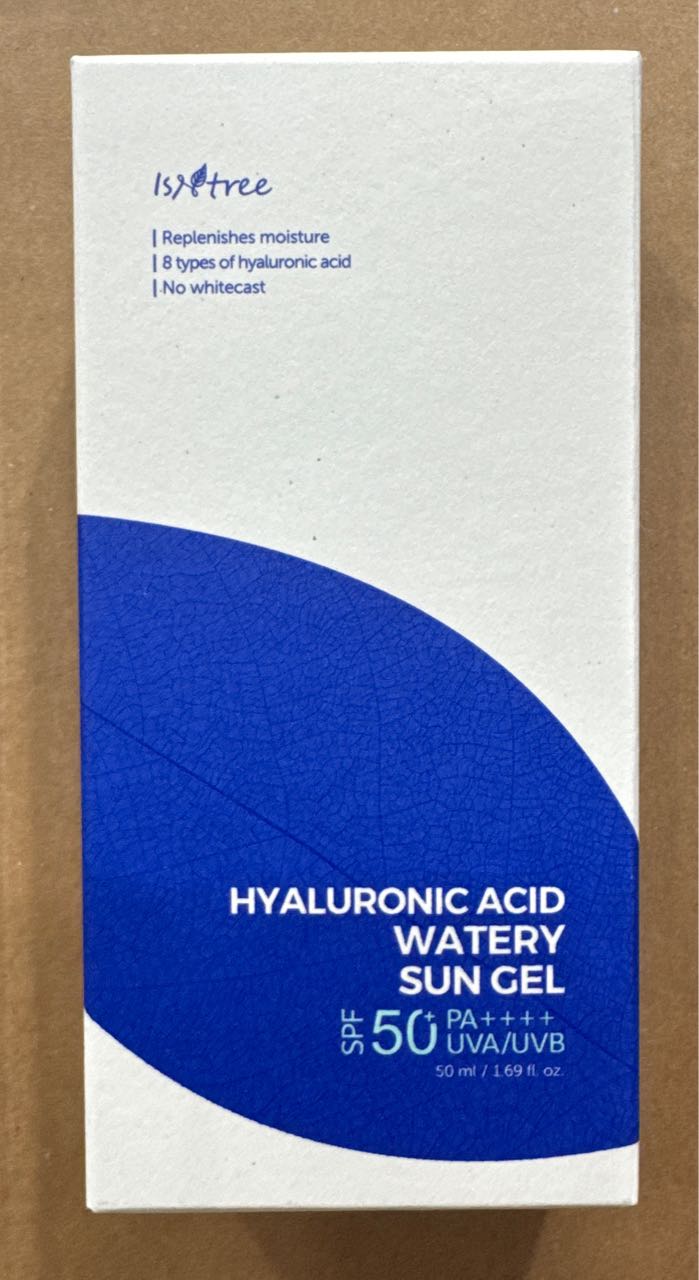 Isntree
Replenishes moisture
8 types of hyaluronic acid
No whitecast
HYALURONIC ACID
WATERY
SUN GEL
SPF 50+ PA++++
UVA/UVB
50 ml / 1.69 fl. oz.